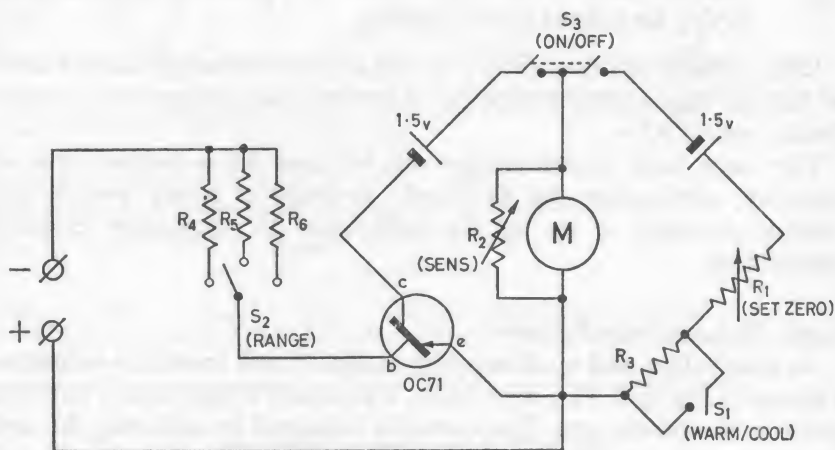 S3
(ON/OFF)
1·5v
1·5v
R4
R5
R6
R2
(SENS)
M
R1
(SET ZERO)
−
+
S2
(RANGE)
c
b
e
OC71
R3
S1
(WARM/COOL)